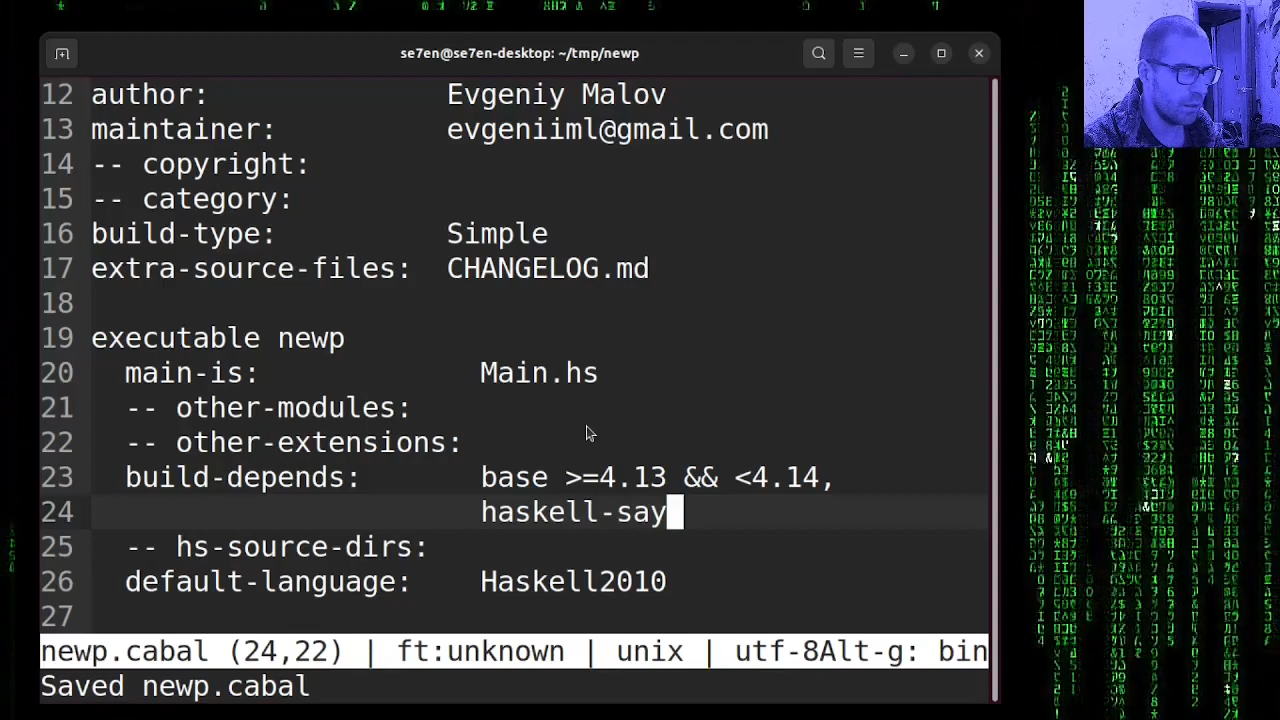 se7en@se7en-desktop: ~/tmp/newp
12 author: Evgeniy Malov
13 maintainer: evgeniiml@gmail.com
14 -- copyright:
15 -- category:
16 build-type: Simple
17 extra-source-files: CHANGELOG.md
18
19 executable newp
20 main-is: Main.hs
21 -- other-modules:
22 -- other-extensions:
23 build-depends: base >=4.13 && <4.14,
24 haskell-say
25 -- hs-source-dirs:
26 default-language: Haskell2010
27
newp.cabal (24,22) | ft:unknown | unix | utf-8Alt-g: bin
Saved newp.cabal